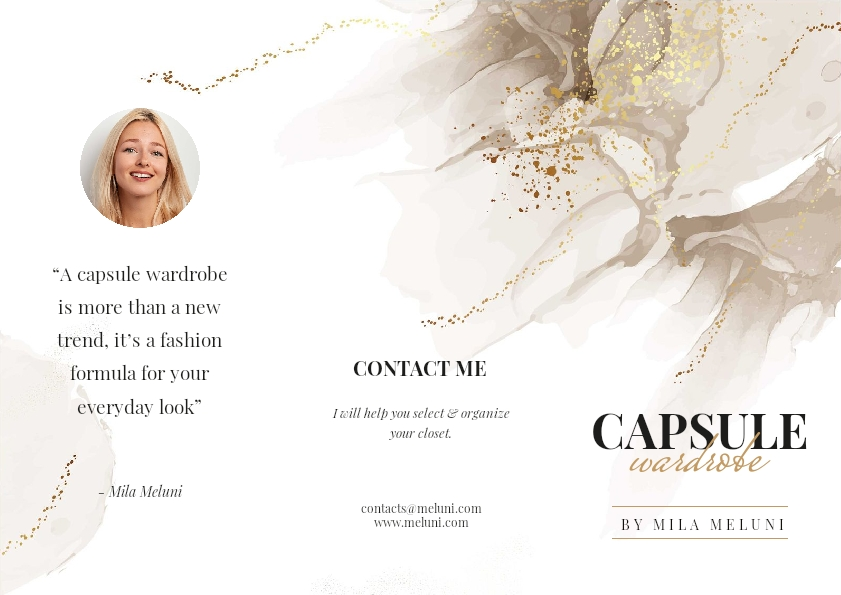 “A capsule wardrobe
is more than a new
trend, it’s a fashion
formula for your
everyday look”
- Mila Meluni
CONTACT ME
I will help you select & organize
your closet.
contacts@meluni.com
www.meluni.com
CAPSULE
wardrobe
BY MILA MELUNI